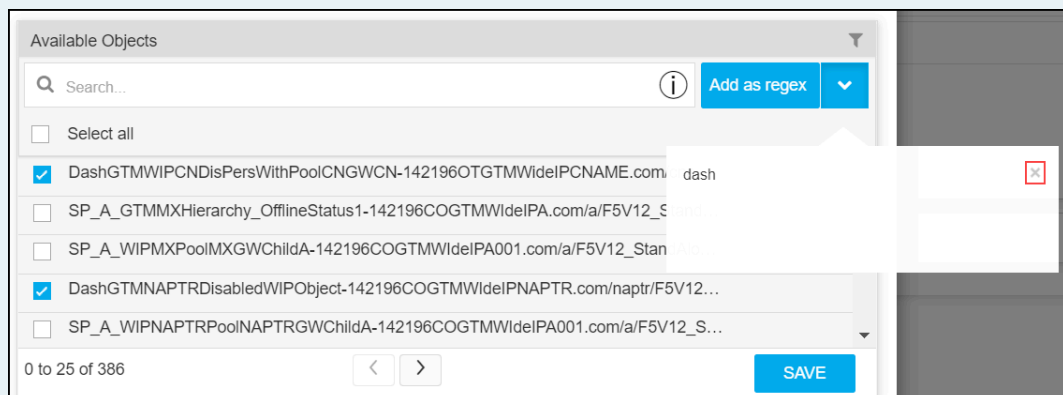 Available Objects
Search...
Add as regex
Select all
DashGTMWIPCNDisPersWithPoolCNGWCN-142196OTGTMWideIPCNAME.com/
dash
SP_A_GTMMXHierarchy_OfflineStatus1-142196COGTMWIdeIPA.com/a/F5V12_Stand
SP_A_WIPMXPoolMXGWChildA-142196COGTMWIdeIPA001.com/a/F5V12_StandAlo
DashGTMNAPTRDisabledWIPObject-142196COGTMWIdeIPNAPTR.com/naptr/F5V12...
SP_A_WIPNAPTRPoolNAPTRGWChildA-142196COGTMWIdeIPA001.com/a/F5V12_S...
0 to 25 of 386
SAVE